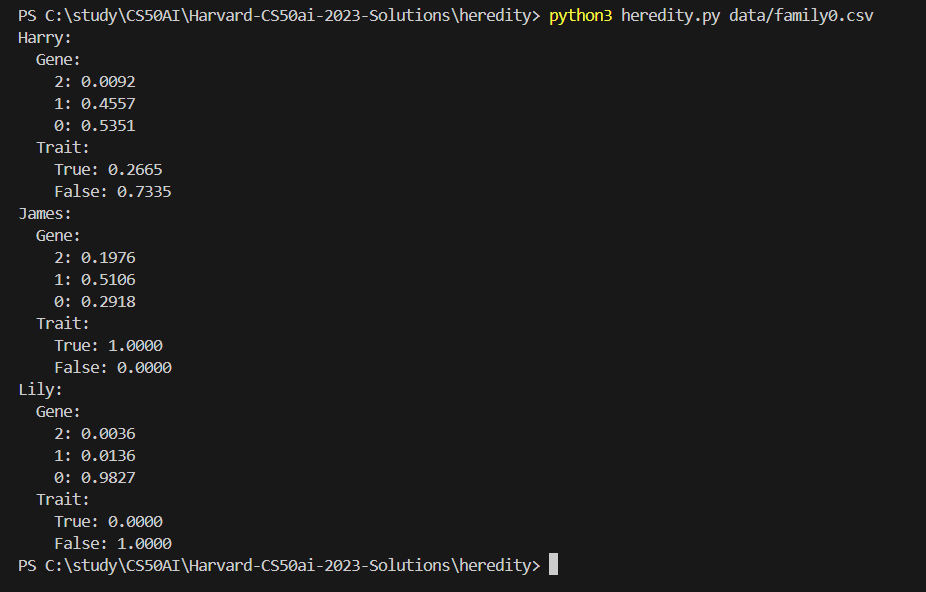 PS C:\study\CS50AI\Harvard-CS50ai-2023-Solutions\heredity> python3 heredity.py data/family0.csv
Harry:
  Gene:
    2: 0.0092
    1: 0.4557
    0: 0.5351
  Trait:
    True: 0.2665
    False: 0.7335
James:
  Gene:
    2: 0.1976
    1: 0.5106
    0: 0.2918
  Trait:
    True: 1.0000
    False: 0.0000
Lily:
  Gene:
    2: 0.0036
    1: 0.0136
    0: 0.9827
  Trait:
    True: 0.0000
    False: 1.0000
PS C:\study\CS50AI\Harvard-CS50ai-2023-Solutions\heredity>